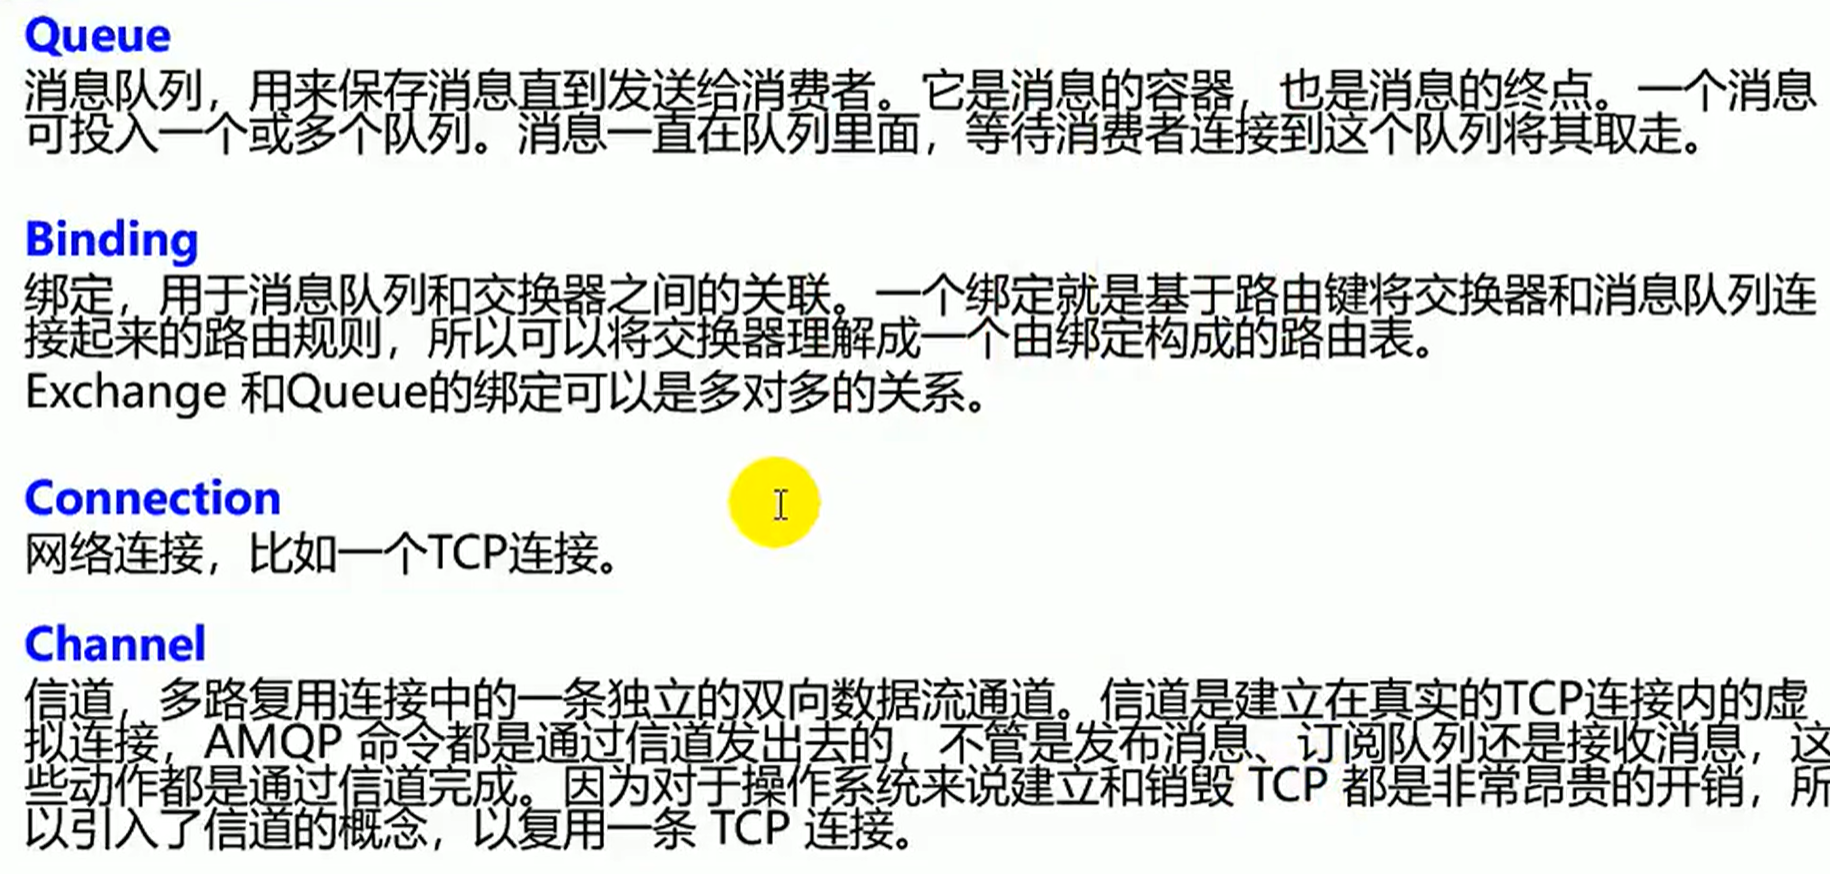 Queue
消息队列，用来保存消息直到发送给消费者。它是消息的容器，也是消息的终点。一个消息
可投入一个或多个队列。消息一直在队列里面，等待消费者连接到这个队列将其取走。
Binding
绑定，用于消息队列和交换器之间的关联。一个绑定就是基于路由键将交换器和消息队列连
接起来的路由规则，所以可以将交换器理解成一个由绑定构成的路由表。
Exchange 和Queue的绑定可以是多对多的关系。
Connection
网络连接，比如一个TCP连接。
Channel
信道，多路复用连接中的一条独立的双向数据流通道。信道是建立在真实的TCP连接内的虚
拟连接，AMQP 命令都是通过信道发出去的，不管是发布消息、订阅队列还是接收消息，这
些动作都是通过信道完成。因为对于操作系统来说建立和销毁 TCP 都是非常昂贵的开销，所
以引入了信道的概念，以复用一条 TCP 连接。